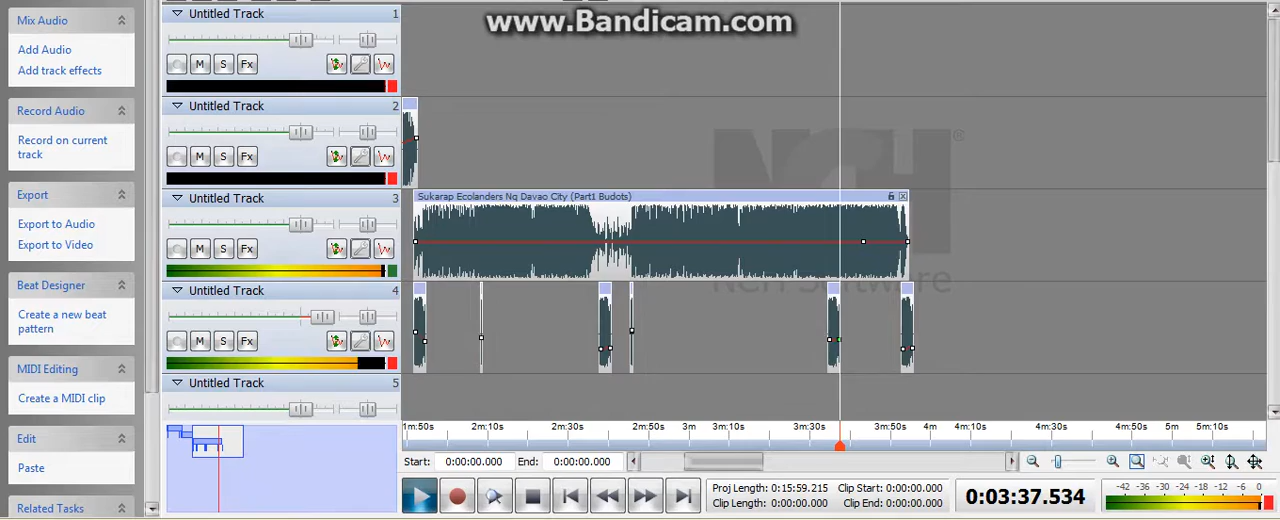 www.Bandicam.com
Mix Audio
Add Audio
Add track effects
Record Audio
Record on current
track
Export
Export to Audio
Export to Video
Beat Designer
Create a new beat
pattern
MIDI Editing
Create a MIDI clip
Edit
Paste
Related Tasks
Untitled Track 1
M S Fx
Untitled Track 2
M S Fx
Untitled Track 3
M S Fx
Untitled Track 4
M S Fx
Untitled Track 5
Sukarap Ecolanders Ng Davao City (Part1 Budots)
NCH ®
NCH Software
1m:50s 2m:10s 2m:30s 2m:50s 3m:10s 3m:30s 3m:50s 4m:10s 4m:30s 4m:50s 5m:10s
Start: 0:00:00.000 End: 0:00:00.000
Proj Length: 0:15:59.215 Clip Start: 0:00:00.000
Clip Length: 0:00:00.000 Clip End: 0:00:00.000
0:03:37.534
-42 -36 -30 -24 -18 -12 -6 0